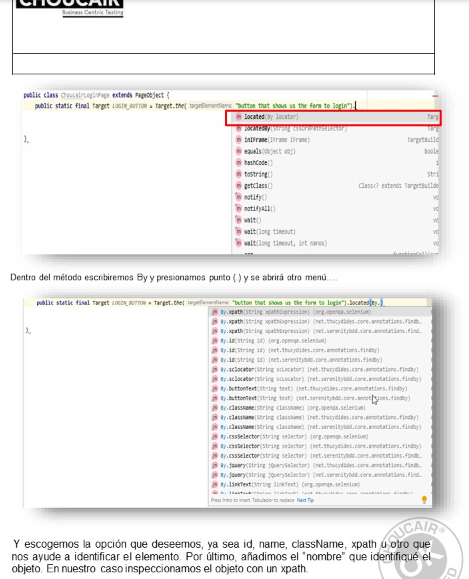 CHOUCAIR
Business Centric Testing
public class ChoucairLoginPage extends PageObject {
public static final Target LOGIN_BUTTON = Target.the( targetElementName: "button that shows us the form to login").
located(By locator) Targ
locatedBy(String cssOrXPathSelector) Targ
inIFrame(IFrame iFrame) TargetBuild
}
equals(Object obj) boole
hashCode() i
toString() Stri
getClass() Class<? extends TargetBuilde
notify() vo
notifyAll() vo
wait() vo
wait(long timeout) vo
wait(long timeout, int nanos) vo
Dentro del método escribiremos By y presionamos punto (.) y se abrirá otro menú….
public static final Target LOGIN_BUTTON = Target.the( targetElementName: "button that shows us the form to login").located(By.)
By.xpath(String xpathExpression) (org.openqa.selenium)
By.xpath(String xpathExpression) (net.thucydides.core.annotations.findb…
By.xpath(String xpathExpression) (net.serenitybdd.core.annotations.find…
}
By.id(String id) (org.openqa.selenium)
By.id(String id) (net.thucydides.core.annotations.findby)
By.id(String id) (net.serenitybdd.core.annotations.findby)
By.sclocator(String scLocator) (net.thucydides.core.annotations.findby)
By.sclocator(String scLocator) (net.serenitybdd.core.annotations.findby)
By.buttonText(String text) (net.thucydides.core.annotations.findby)
By.buttonText(String text) (net.serenitybdd.core.annotations.findby)
By.className(String className) (org.openqa.selenium)
By.className(String className) (net.thucydides.core.annotations.findby)
By.className(String className) (net.serenitybdd.core.annotations.findby)
By.cssSelector(String selector) (org.openqa.selenium)
By.cssSelector(String selector) (net.thucydides.core.annotations.findby)
By.cssSelector(String selector) (net.serenitybdd.core.annotations.findby)
By.jquery(String jQuerySelector) (net.thucydides.core.annotations.findby)
By.jquery(String jQuerySelector) (net.serenitybdd.core.annotations.findby)
By.linkText(String linkText) (org.openqa.selenium)
Press Intro to insert, Tabulador to replace Next Tip
Y escogemos la opción que deseemos, ya sea id, name, className, xpath u otro que
nos ayude a identificar el elemento. Por último, añadimos el "nombre" que identifiqué el
objeto. En nuestro caso inspeccionamos el objeto con un xpath.
CHOUCAIR
OK